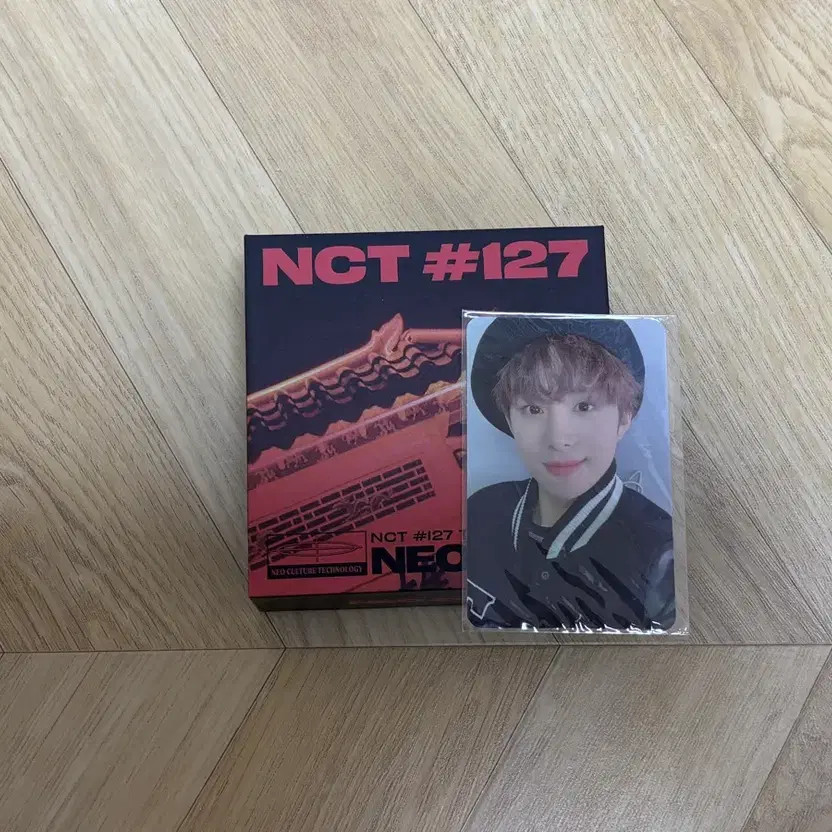 NCT #127
NCT #127 T
NEO
NEO CULTURE TECHNOLOGY